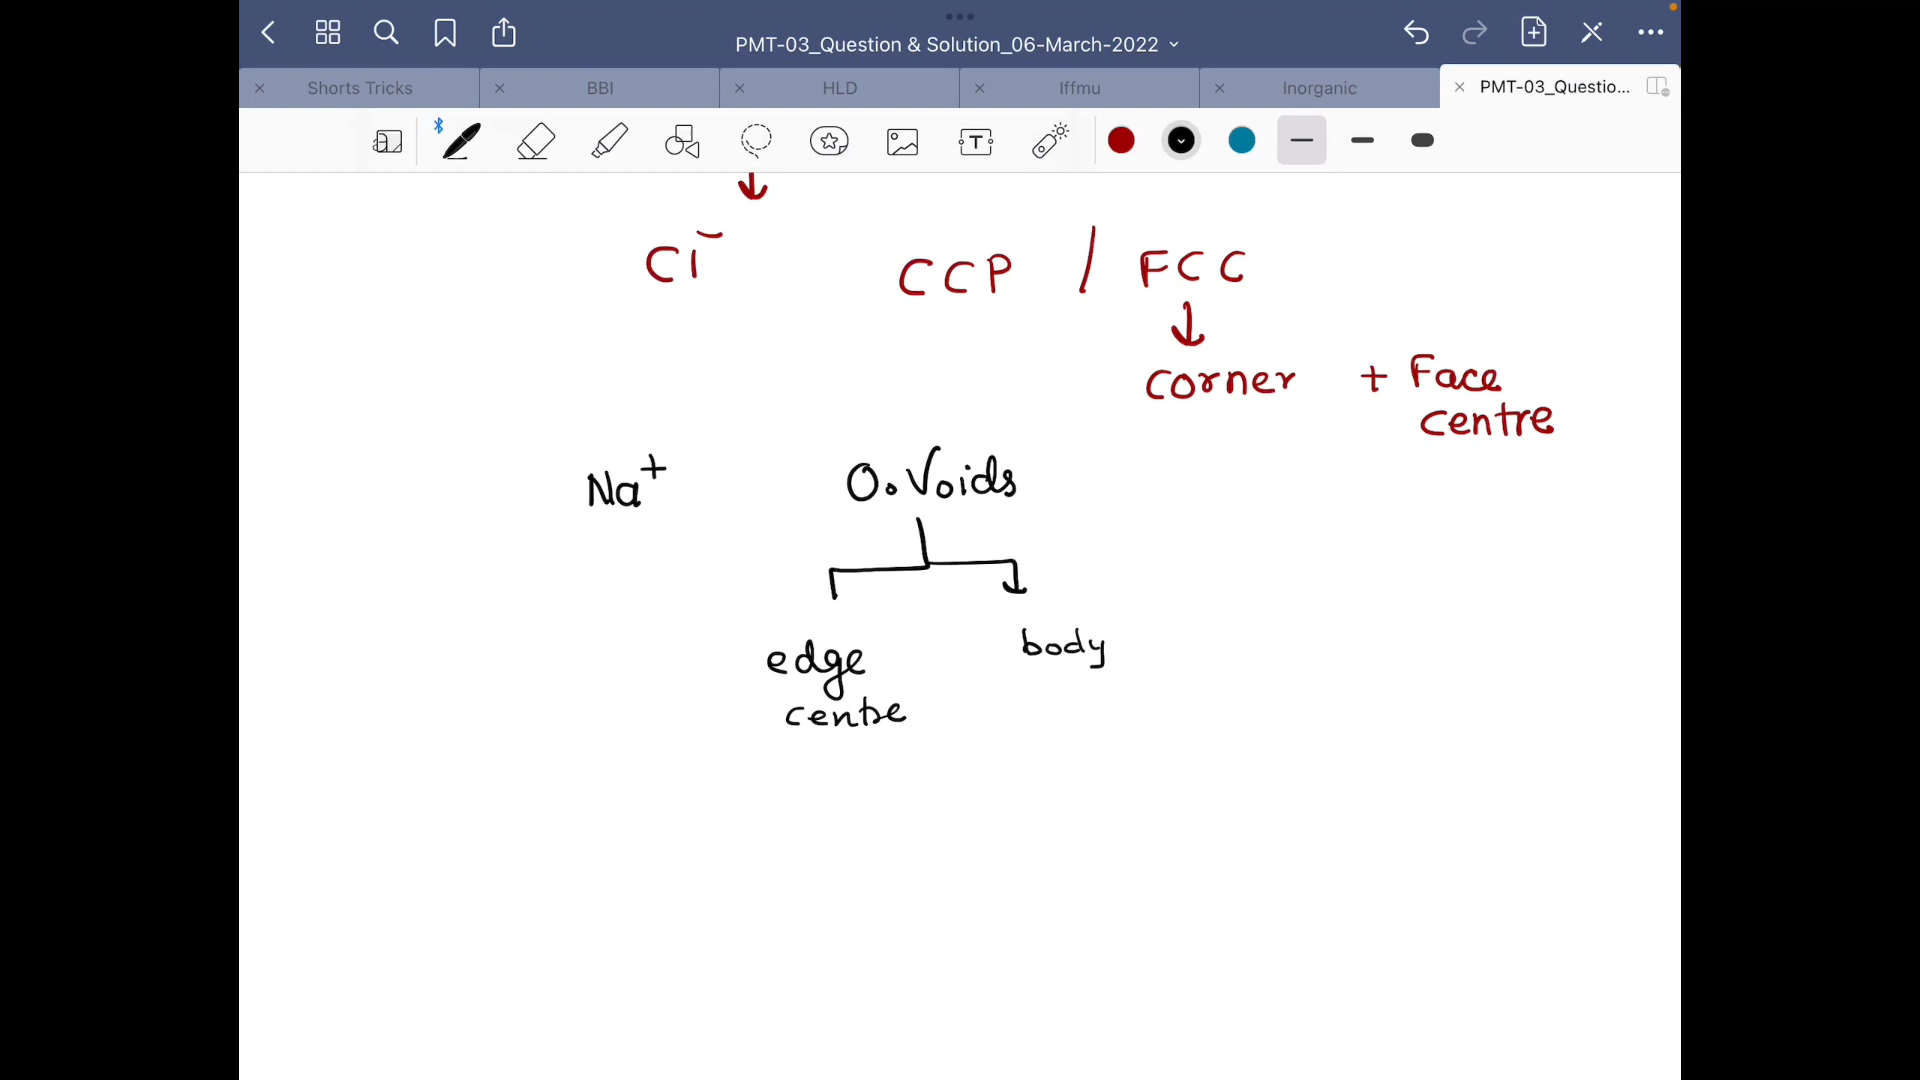 PMT-03_Question & Solution_06-March-2022
Shorts Tricks
BBI
HLD
Iffmu
Inorganic
PMT-03_Questio...
Cl⁻ CCP / FCC
corner + Face
centre
Na⁺ O.Voids
edge body
centre